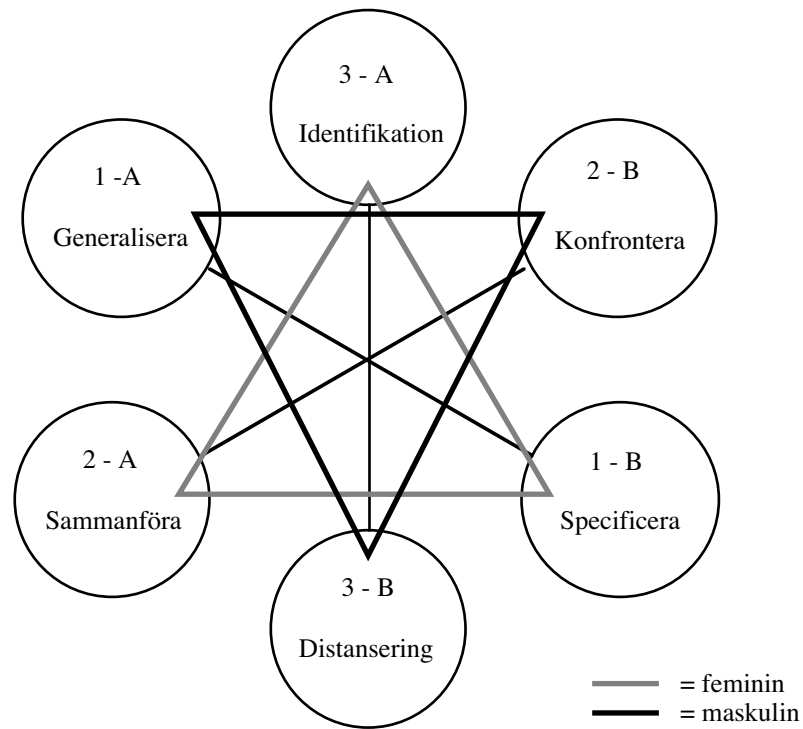 3 - A
Identifikation
1 -A
Generalisera
2 - B
Konfrontera
2 - A
Sammanföra
1 - B
Specificera
3 - B
Distansering
= feminin
= maskulin